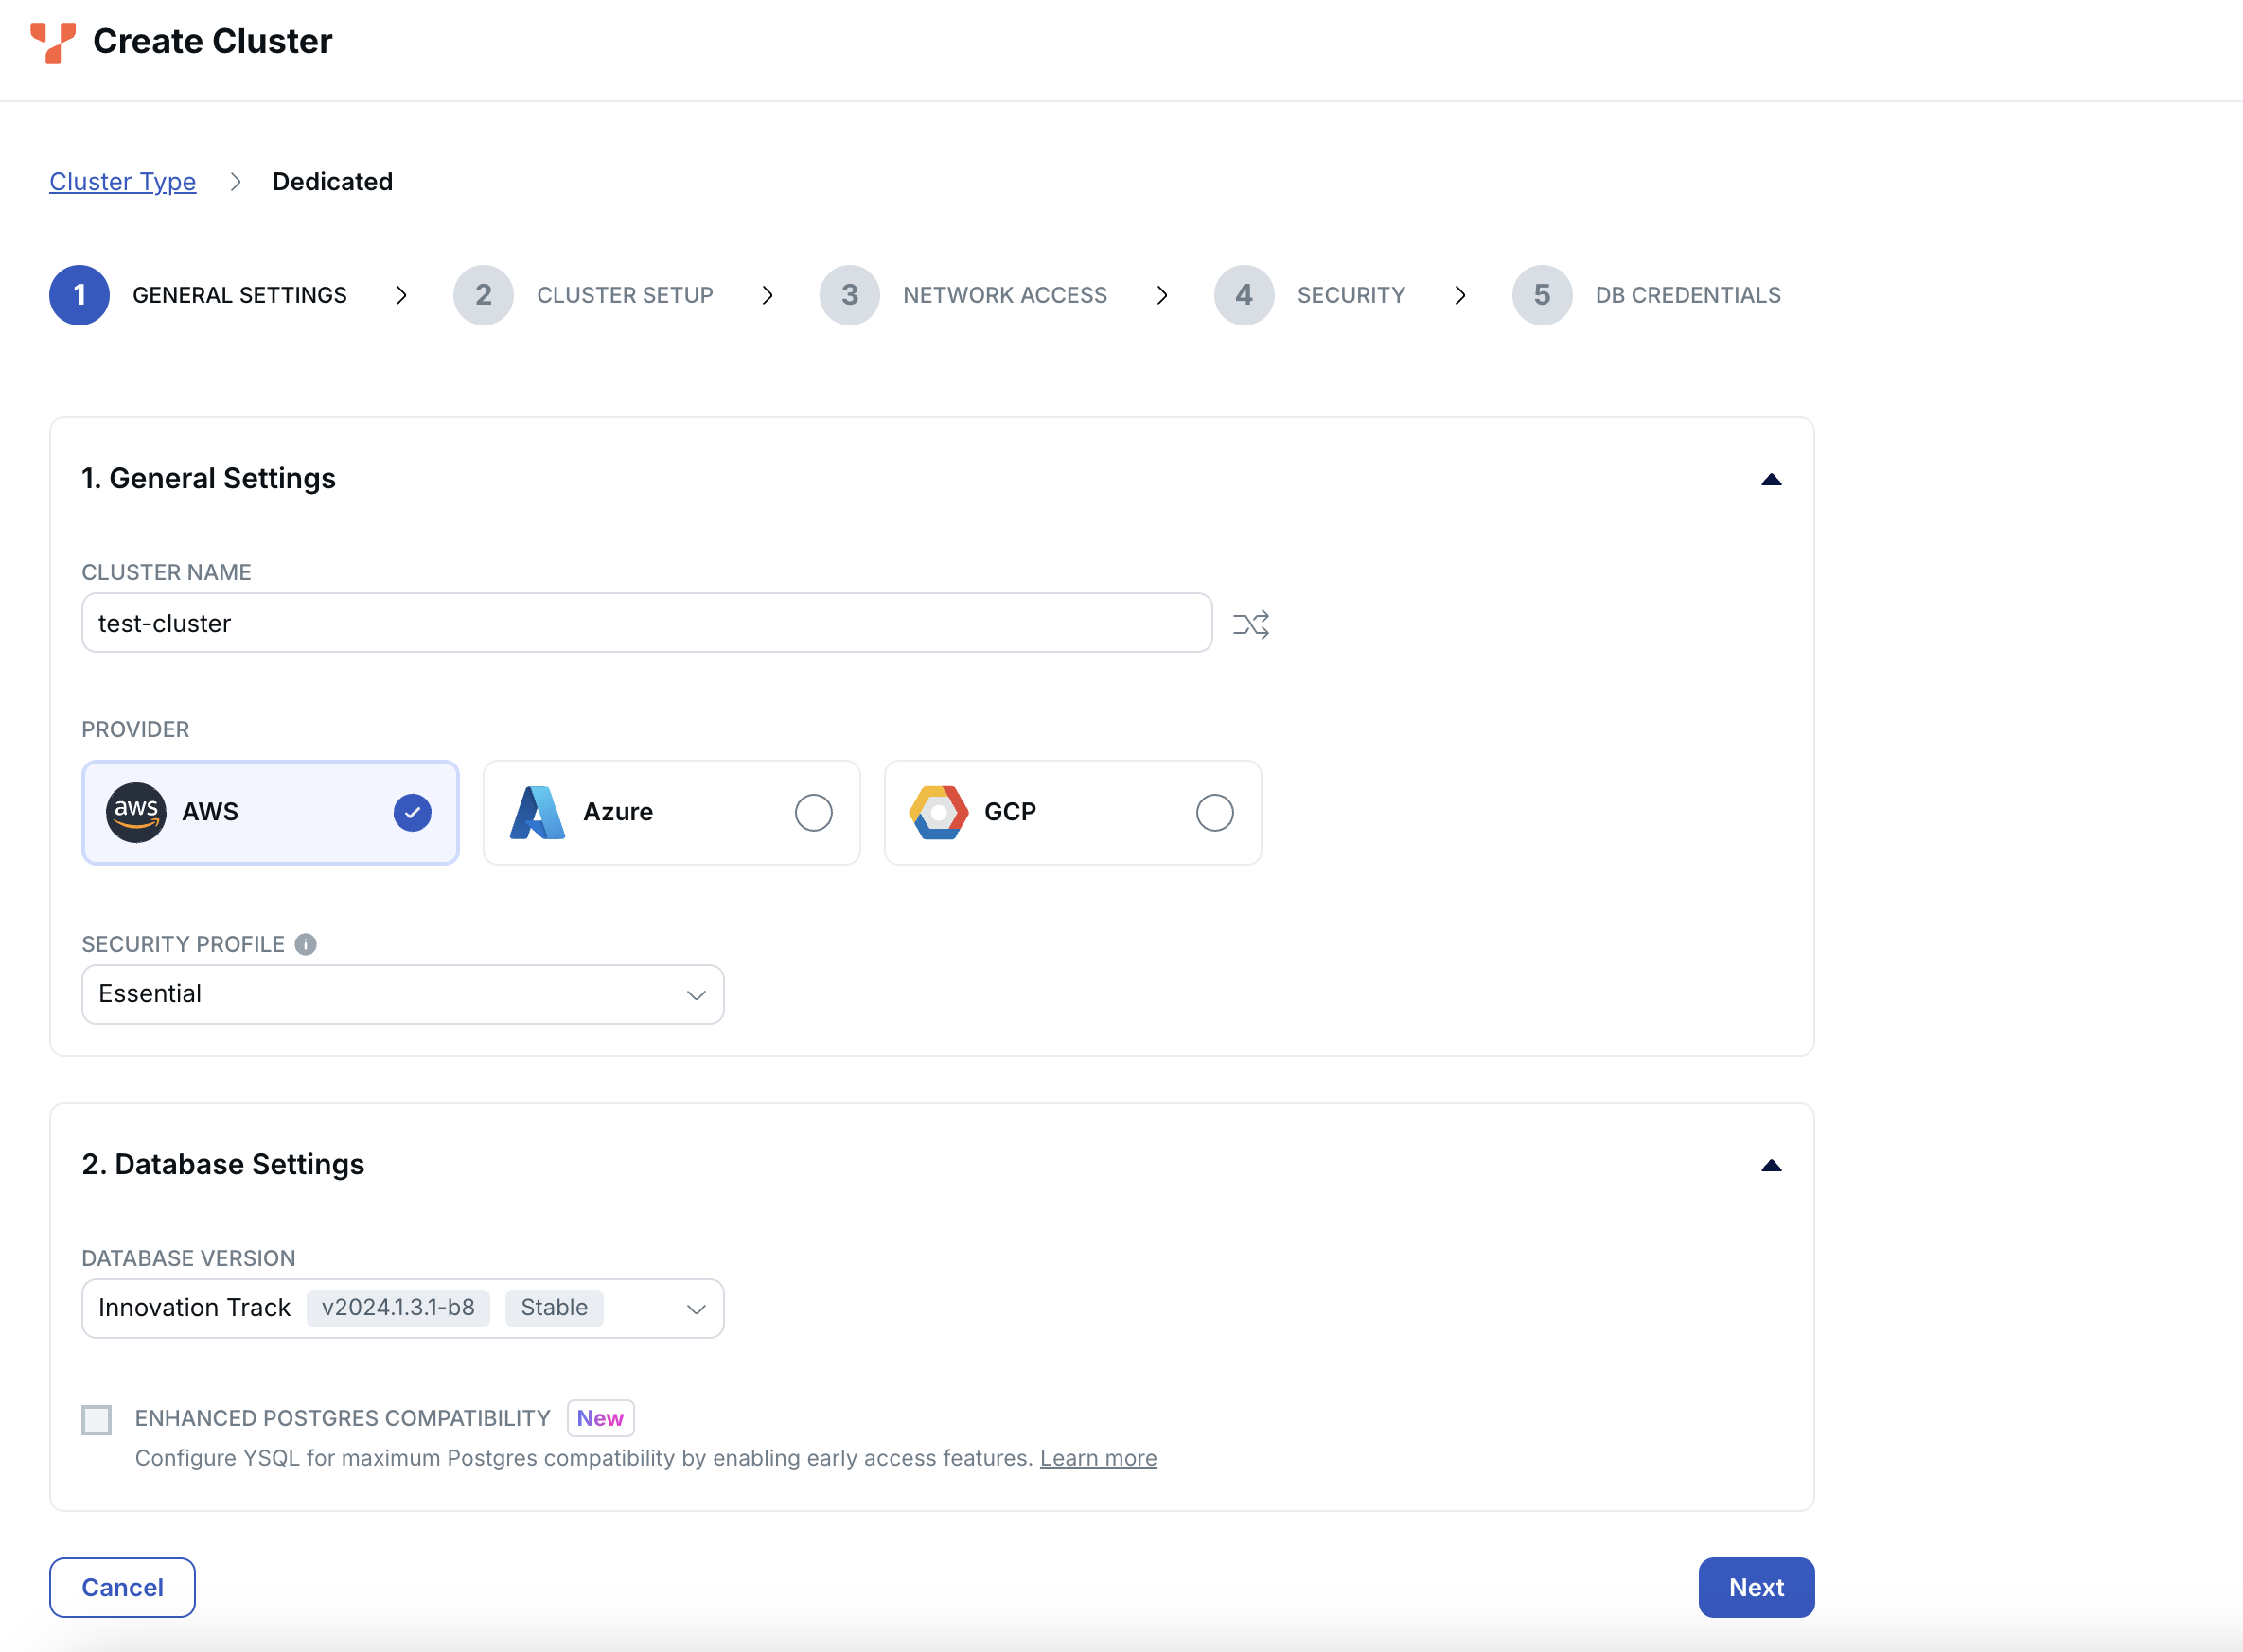 Create Cluster
Cluster Type > Dedicated
1 GENERAL SETTINGS > 2 CLUSTER SETUP > 3 NETWORK ACCESS > 4 SECURITY > 5 DB CREDENTIALS
1. General Settings
CLUSTER NAME
test-cluster
PROVIDER
aws AWS Azure GCP
SECURITY PROFILE i
Essential
2. Database Settings
DATABASE VERSION
Innovation Track v2024.1.3.1-b8 Stable
ENHANCED POSTGRES COMPATIBILITY New
Configure YSQL for maximum Postgres compatibility by enabling early access features. Learn more
Cancel Next